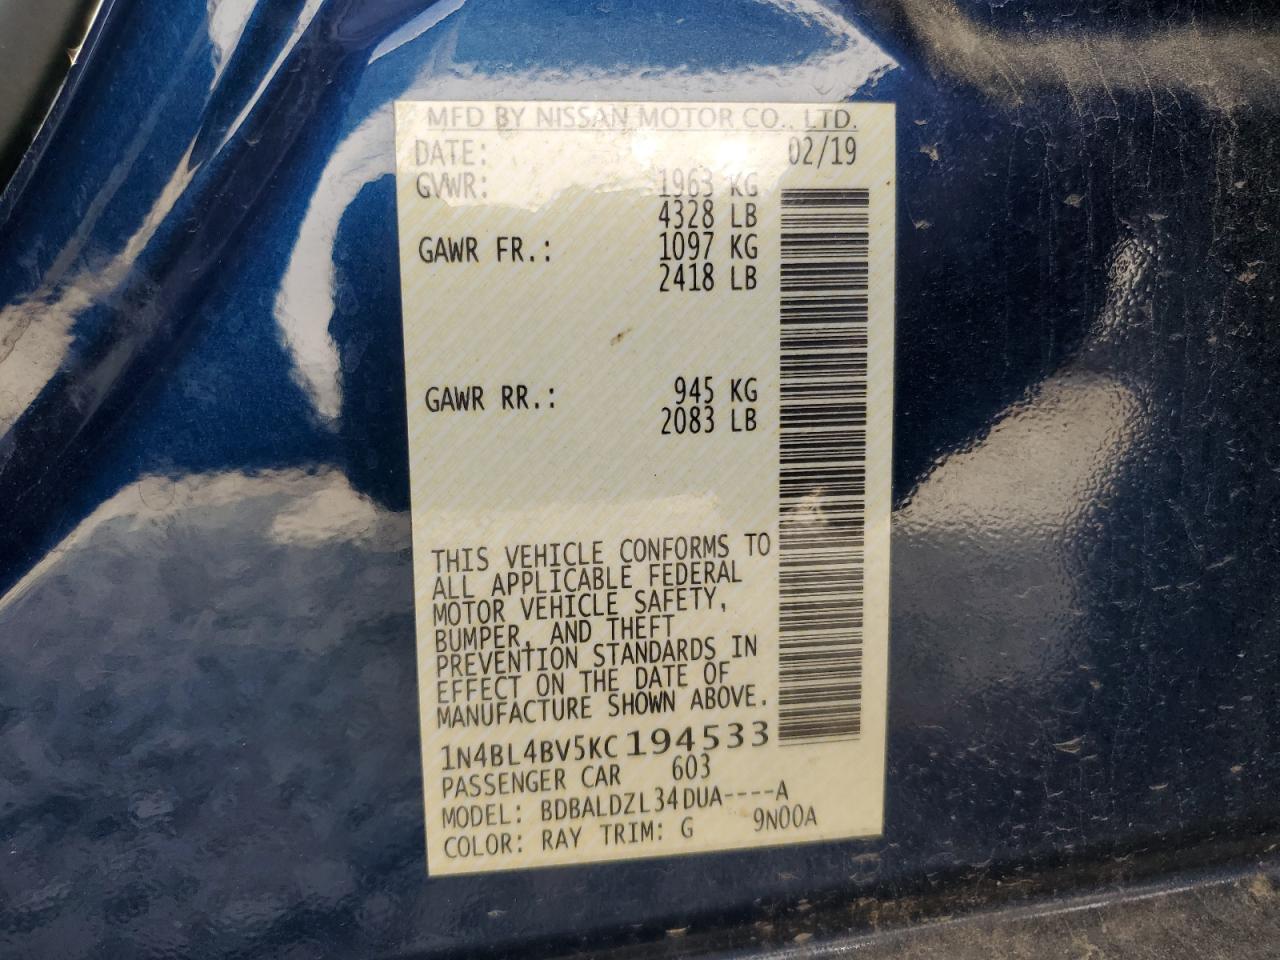 MFD BY NISSAN MOTOR CO., LTD.
DATE: 02/19
GVWR: 1963 KG
4328 LB
GAWR FR.: 1097 KG
2418 LB
GAWR RR.: 945 KG
2083 LB
THIS VEHICLE CONFORMS TO
ALL APPLICABLE FEDERAL
MOTOR VEHICLE SAFETY,
BUMPER, AND THEFT
PREVENTION STANDARDS IN
EFFECT ON THE DATE OF
MANUFACTURE SHOWN ABOVE.
1N4BL4BV5KC194533
PASSENGER CAR 603
MODEL: BDBALDZL34DUA----A
COLOR: RAY TRIM: G 9N00A